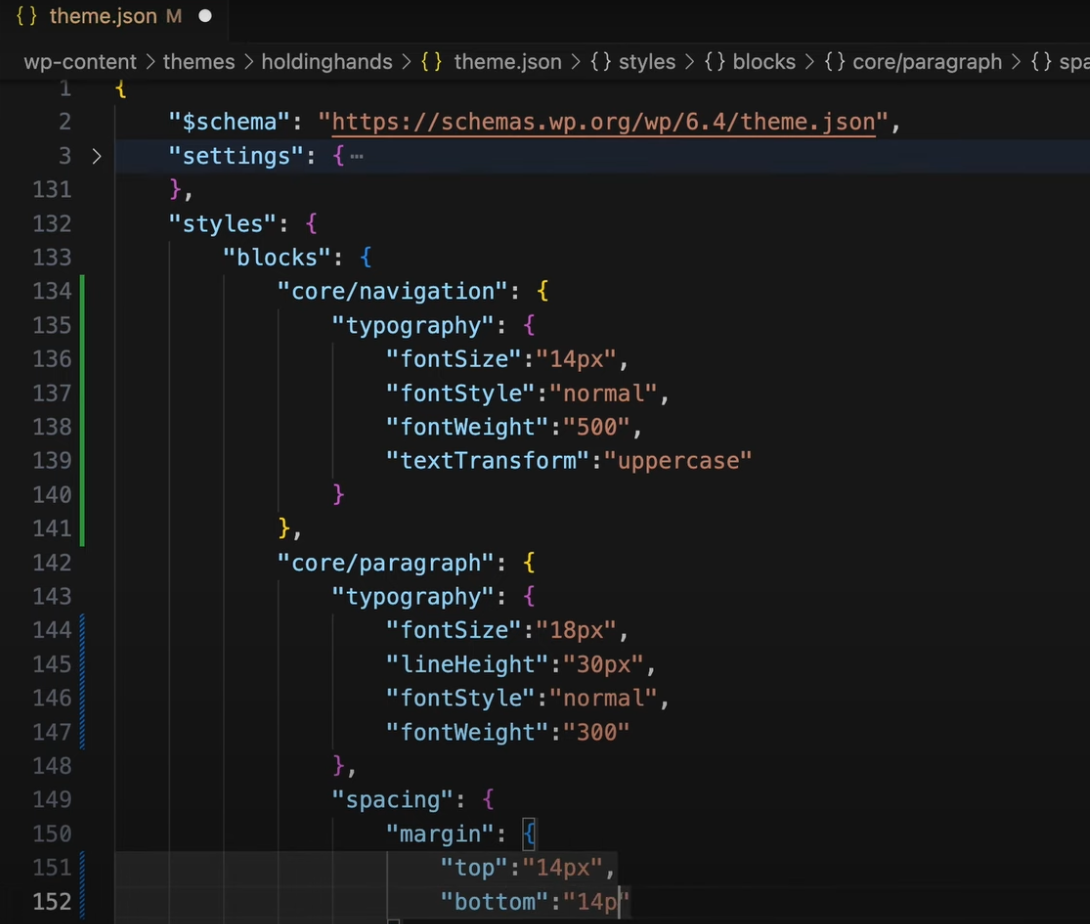 {} theme.json M
wp-content > themes > holdinghands > {} theme.json > {} styles > {} blocks > {} core/paragraph > {} spa
1 {
2 "$schema": "https://schemas.wp.org/wp/6.4/theme.json",
3 > "settings": { ⋯
131 },
132 "styles": {
133 "blocks": {
134 "core/navigation": {
135 "typography": {
136 "fontSize":"14px",
137 "fontStyle":"normal",
138 "fontWeight":"500",
139 "textTransform":"uppercase"
140 }
141 },
142 "core/paragraph": {
143 "typography": {
144 "fontSize":"18px",
145 "lineHeight":"30px",
146 "fontStyle":"normal",
147 "fontWeight":"300"
148 },
149 "spacing": {
150 "margin": {
151 "top":"14px",
152 "bottom":"14p"